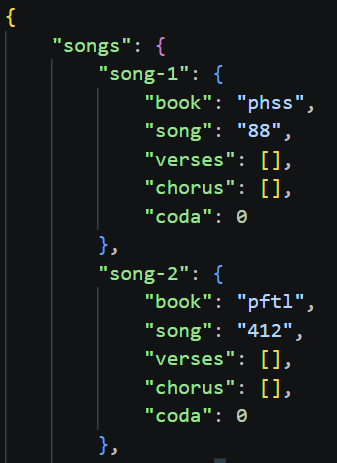 {
"songs": {
"song-1": {
"book": "phss",
"song": "88",
"verses": [],
"chorus": [],
"coda": 0
},
"song-2": {
"book": "pftl",
"song": "412",
"verses": [],
"chorus": [],
"coda": 0
},